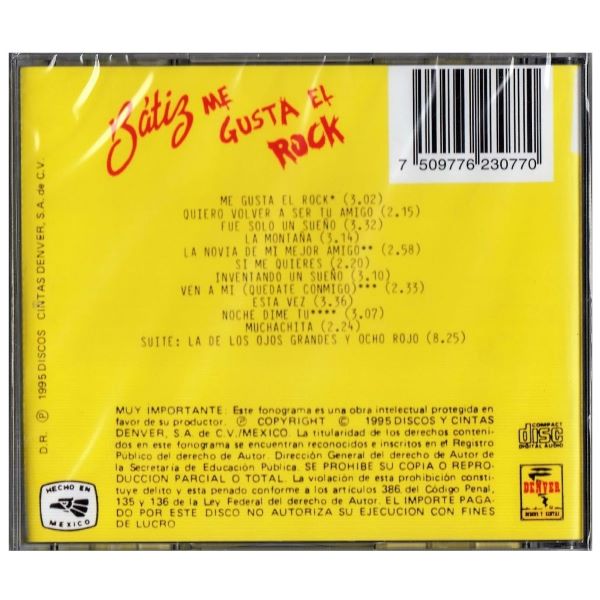 Bátiz ME GUSTA EL ROCK
7 509776 230770
ME GUSTA EL ROCK* (3.02)
QUIERO VOLVER A SER TU AMIGO (2.15)
FUE SOLO UN SUEÑO (3.32)
LA MONTAÑA (3.14)
LA NOVIA DE MI MEJOR AMIGO** (2.58)
SI ME QUIERES (2.20)
INVENTANDO UN SUEÑO (3.10)
VEN A MI (QUEDATE CONMIGO)*** (2.33)
ESTA VEZ (3.36)
NOCHE DIME TU**** (3.07)
MUCHACHITA (2.24)
SUITE: LA DE LOS OJOS GRANDES Y OCHO ROJO (8.25)
D.R. Ⓟ 1995 DISCOS CINTAS DENVER, S.A. de C.V.
MUY IMPORTANTE: Este fonograma es una obra intelectual protegida en
favor de su productor. Ⓟ COPYRIGHT © 1995 DISCOS Y CINTAS
DENVER, S.A. de C.V./MEXICO. La titularidad de los derechos conteni-
dos en este fonograma se encuentran reconocidos e inscritos en el Registro
Público del derecho de Autor. Dirección General del derecho de Autor de
la Secretaría de Educación Pública. SE PROHIBE SU COPIA O REPRO-
DUCCION PARCIAL O TOTAL. La violación de esta prohibición consti-
tuye delito y esta penado conforme a los artículos 386, del Código Penal,
135 y 136 de la Ley Federal del derecho de Autor. EL IMPORTE PAGA-
DO POR ESTE DISCO NO AUTORIZA SU EJECUCION CON FINES
DE LUCRO
HECHO EN
MEXICO
COMPACT
disc
DIGITAL AUDIO
DENVER